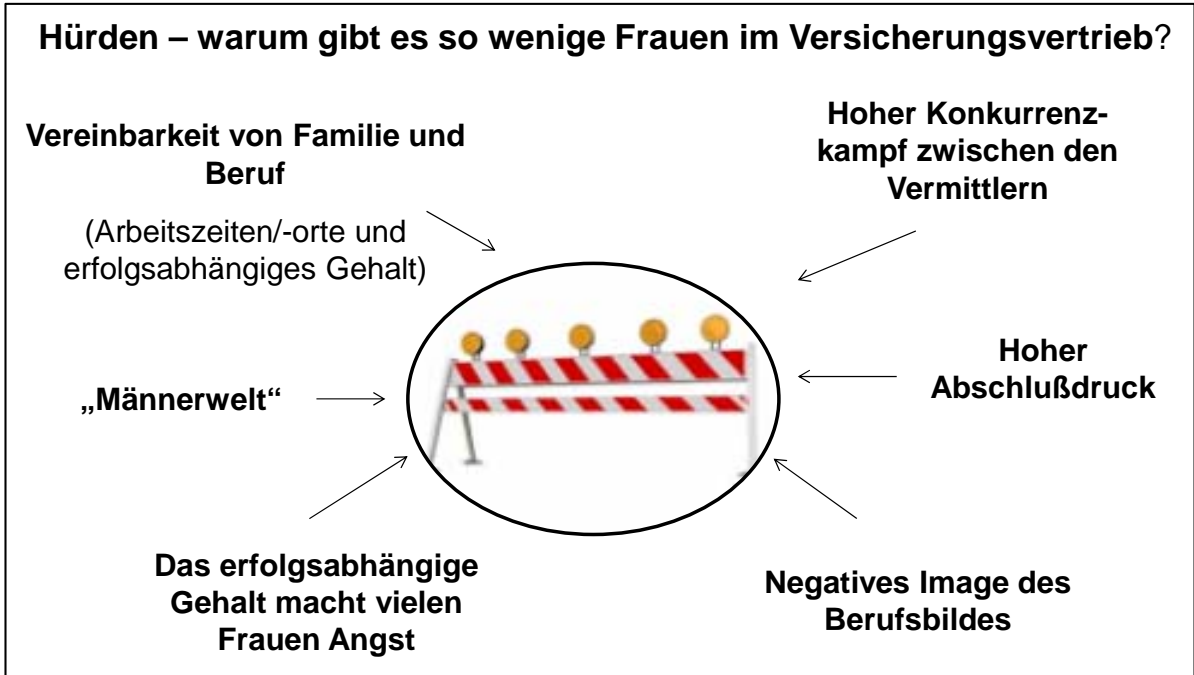 Hürden – warum gibt es so wenige Frauen im Versicherungsvertrieb?
Vereinbarkeit von Familie und
Beruf
(Arbeitszeiten/-orte und
erfolgsabhängiges Gehalt)
Hoher Konkurrenz-
kampf zwischen den
Vermittlern
„Männerwelt“
Hoher
Abschlußdruck
Das erfolgsabhängige
Gehalt macht vielen
Frauen Angst
Negatives Image des
Berufsbildes